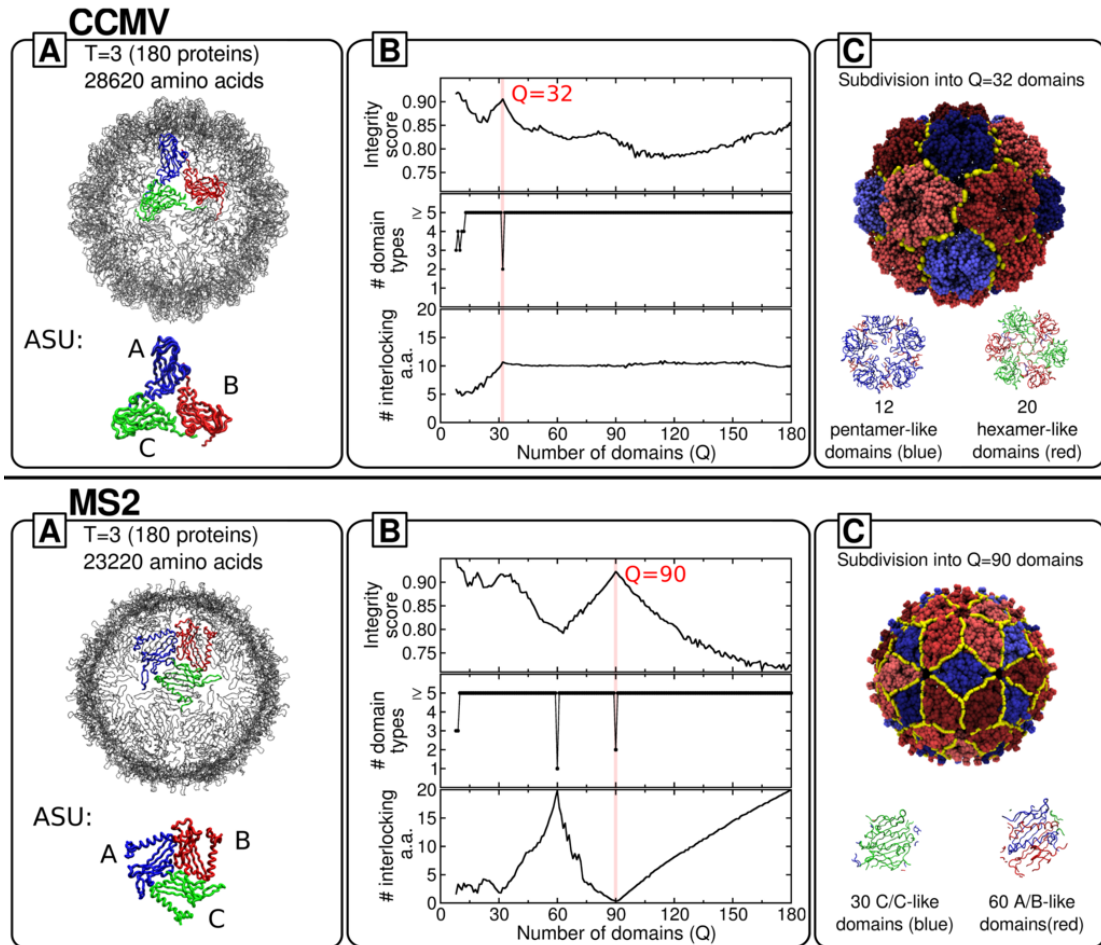 CCMV
A
T=3 (180 proteins)
28620 amino acids
ASU:
A
B
C
B
Integrity
score
0.90
0.85
0.80
0.75
Q=32
# domain
types
≥ 5
4
3
2
1
# interlocking
a.a.
20
15
10
5
0
0 30 60 90 120 150 180
Number of domains (Q)
C
Subdivision into Q=32 domains
12
pentamer-like
domains (blue)
20
hexamer-like
domains (red)
MS2
A
T=3 (180 proteins)
23220 amino acids
ASU:
A
B
C
B
Integrity
score
0.90
0.85
0.80
0.75
Q=90
# domain
types
≥ 5
4
3
2
1
# interlocking
a.a.
20
15
10
5
0
0 30 60 90 120 150 180
Number of domains (Q)
C
Subdivision into Q=90 domains
30 C/C-like
domains (blue)
60 A/B-like
domains(red)